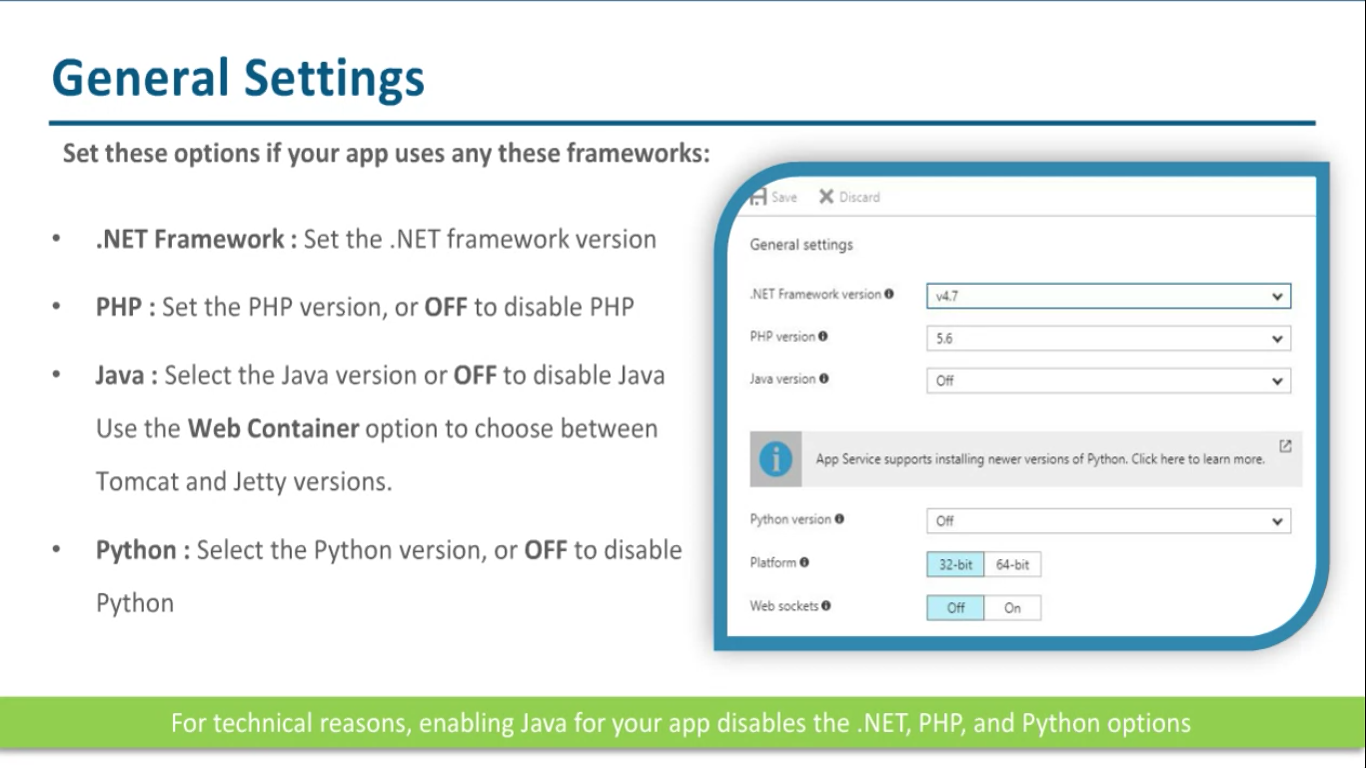 General Settings
Set these options if your app uses any these frameworks:
• .NET Framework : Set the .NET framework version
• PHP : Set the PHP version, or OFF to disable PHP
• Java : Select the Java version or OFF to disable Java
Use the Web Container option to choose between
Tomcat and Jetty versions.
• Python : Select the Python version, or OFF to disable
Python
Save Discard
General settings
.NET Framework version v4.7
PHP version 5.6
Java version Off
App Service supports installing newer versions of Python. Click here to learn more.
Python version Off
Platform 32-bit 64-bit
Web sockets Off On
For technical reasons, enabling Java for your app disables the .NET, PHP, and Python options